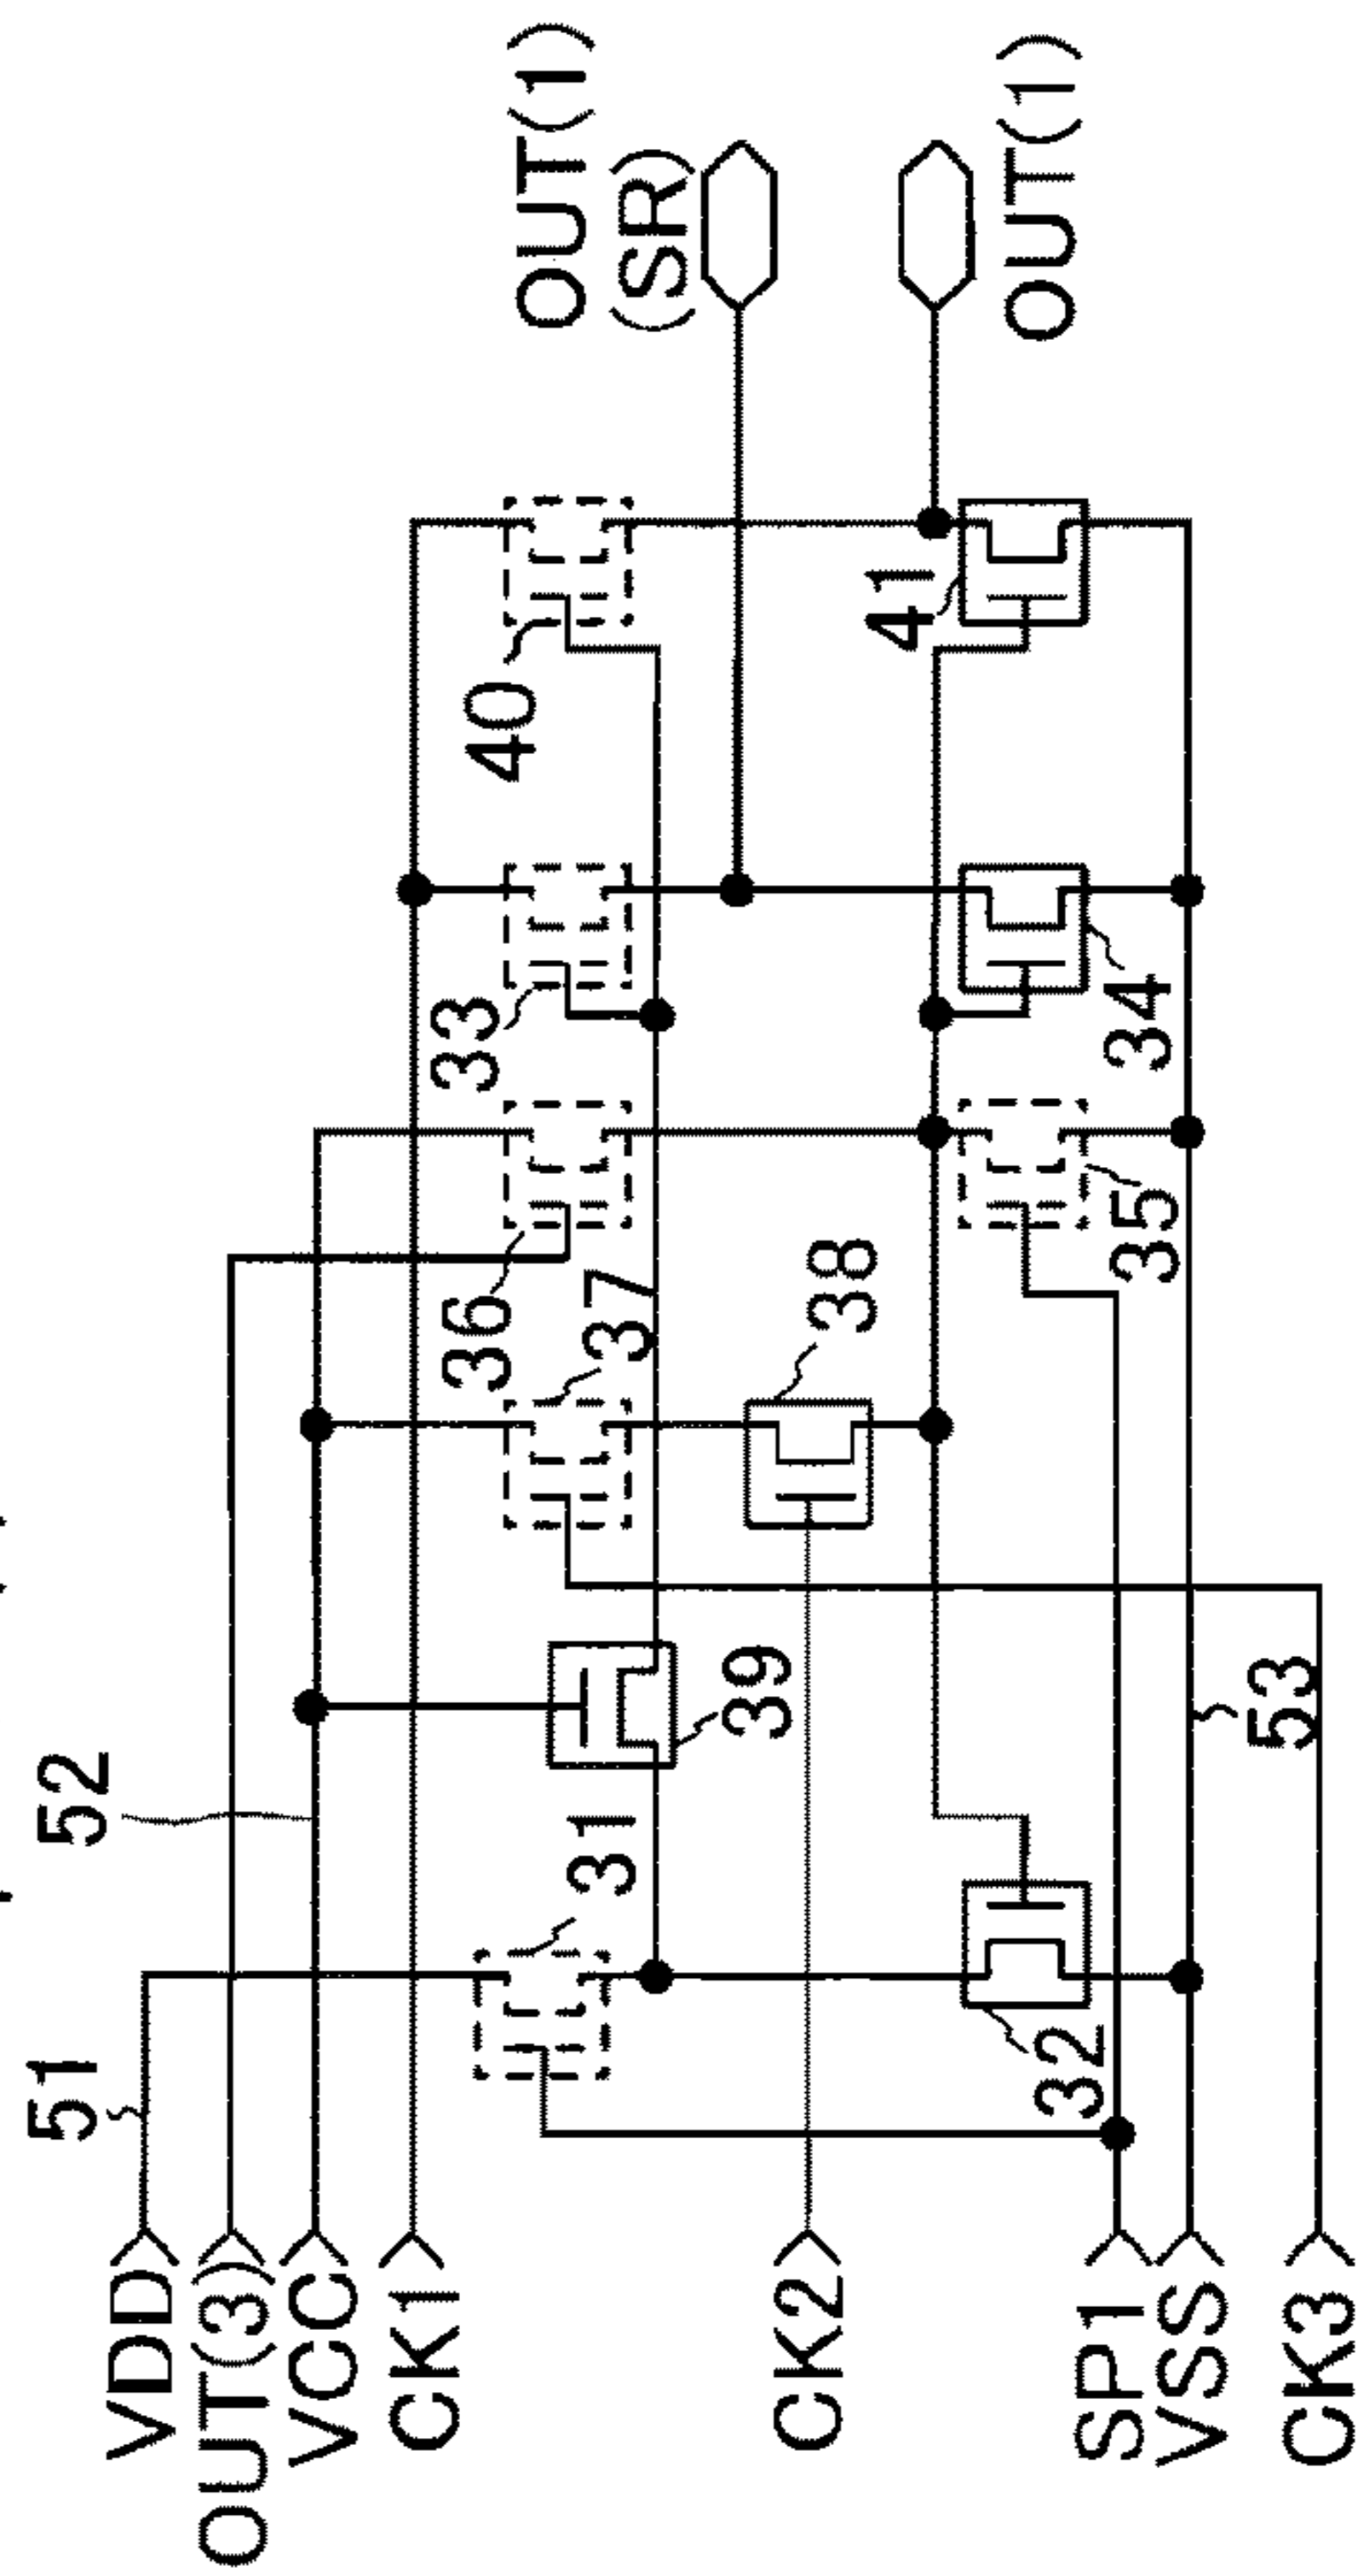 51
52
VDD
OUT(3)
VCC
CK1
CK2
SP1
VSS
CK3
31
32
39
53
37
38
36
35
33
34
40
41
OUT(1)
(SR)
OUT(1)